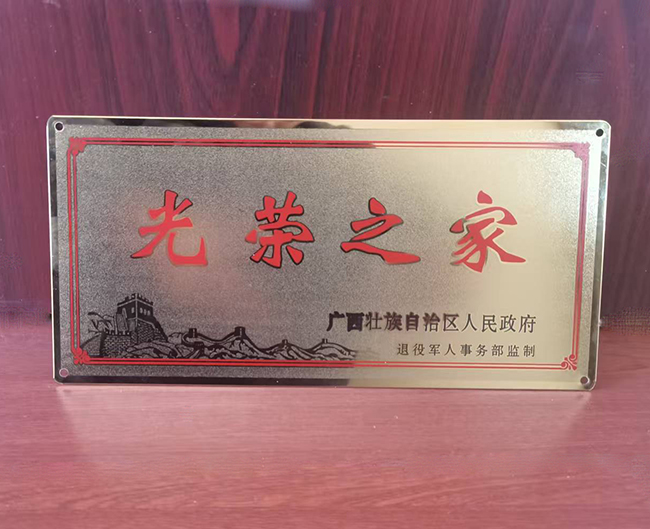 光荣之家
广西壮族自治区人民政府
退役军人事务部监制